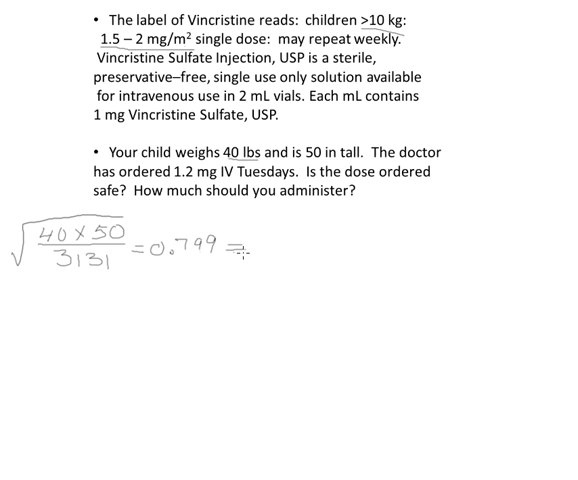 • The label of Vincristine reads: children >10 kg:
1.5 – 2 mg/m² single dose: may repeat weekly.
Vincristine Sulfate Injection, USP is a sterile,
preservative–free, single use only solution available
for intravenous use in 2 mL vials. Each mL contains
1 mg Vincristine Sulfate, USP.
• Your child weighs 40 lbs and is 50 in tall. The doctor
has ordered 1.2 mg IV Tuesdays. Is the dose ordered
safe? How much should you administer?
√ 40 x 50
3131
= 0.799 =